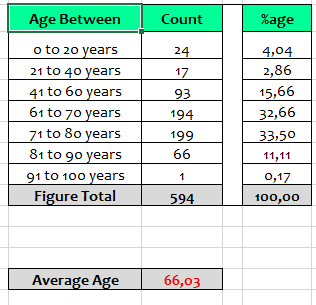 Age Between Count %age
0 to 20 years 24 4,04
21 to 40 years 17 2,86
41 to 60 years 93 15,66
61 to 70 years 194 32,66
71 to 80 years 199 33,50
81 to 90 years 66 11,11
91 to 100 years 1 0,17
Figure Total 594 100,00
Average Age 66,03